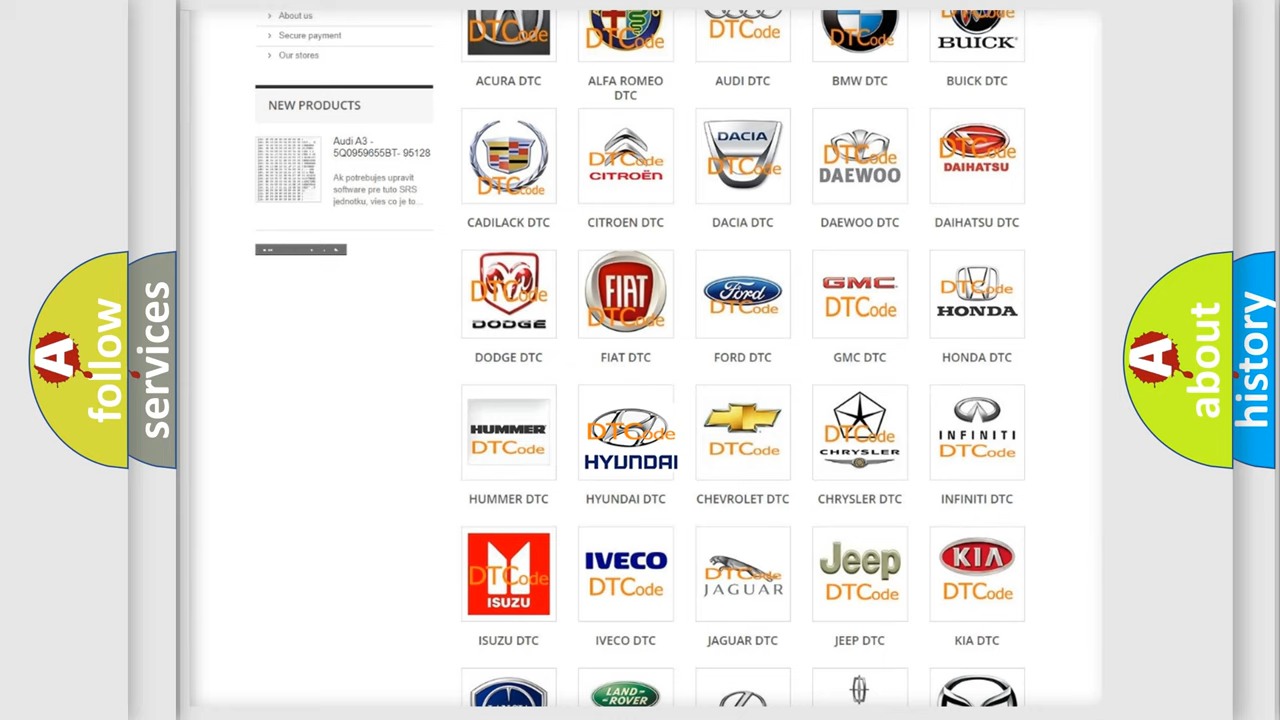 About us
Secure payment
Our stores
NEW PRODUCTS
Audi A3 -
5Q0959655BT- 95128
Ak potrebujes upravit
software pre tuto SRS
jednotku, vies co je to...
DTCode
DTCode
DTCode
DTCode
BUICK
ACURA DTC
ALFA ROMEO
DTC
AUDI DTC
BMW DTC
BUICK DTC
DTCode
DTCode
CITROËN
DACIA
DTCode
DTCode
DAEWOO
DTCode
DAIHATSU
CADILACK DTC
CITROEN DTC
DACIA DTC
DAEWOO DTC
DAIHATSU DTC
DTCode
DODGE
FIAT
DTCode
Ford
DTCode
GMC
DTCode
DTCode
HONDA
DODGE DTC
FIAT DTC
FORD DTC
GMC DTC
HONDA DTC
HUMMER
DTCode
DTCode
HYUNDAI
DTCode
DTCode
CHRYSLER
INFINITI
DTCode
HUMMER DTC
HYUNDAI DTC
CHEVROLET DTC
CHRYSLER DTC
INFINITI DTC
DTCode
ISUZU
IVECO
DTCode
DTCode
JAGUAR
Jeep
DTCode
KIA
DTCode
ISUZU DTC
IVECO DTC
JAGUAR DTC
JEEP DTC
KIA DTC
LAND-
ROVER
A
follow
services
A
about
history